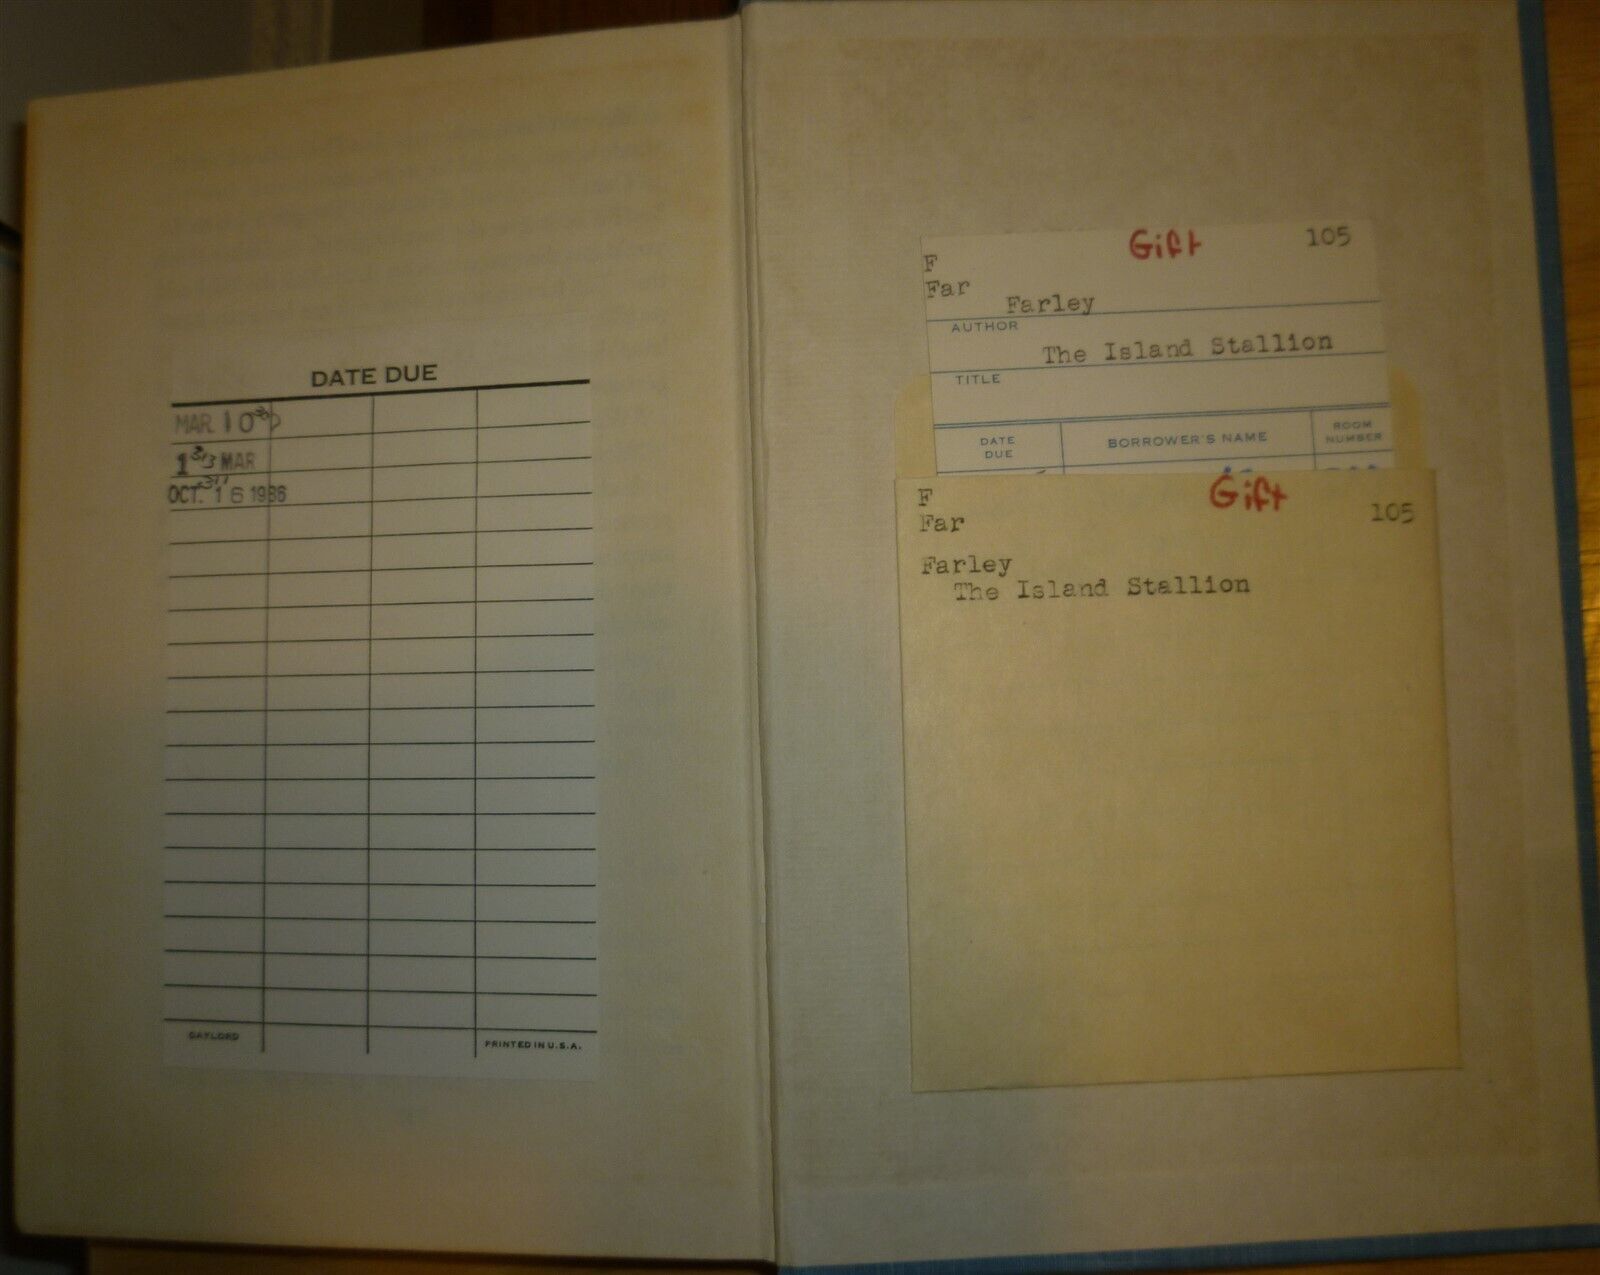 DATE DUE
MAR 10
1 MAR
OCT. 16 1986
GAYLORD
PRINTED IN U.S.A.
Gift 105
F
Far
Farley
AUTHOR
The Island Stallion
TITLE
DATE DUE
BORROWER'S NAME
ROOM NUMBER
F
Gift
Far
105
Farley
The Island Stallion